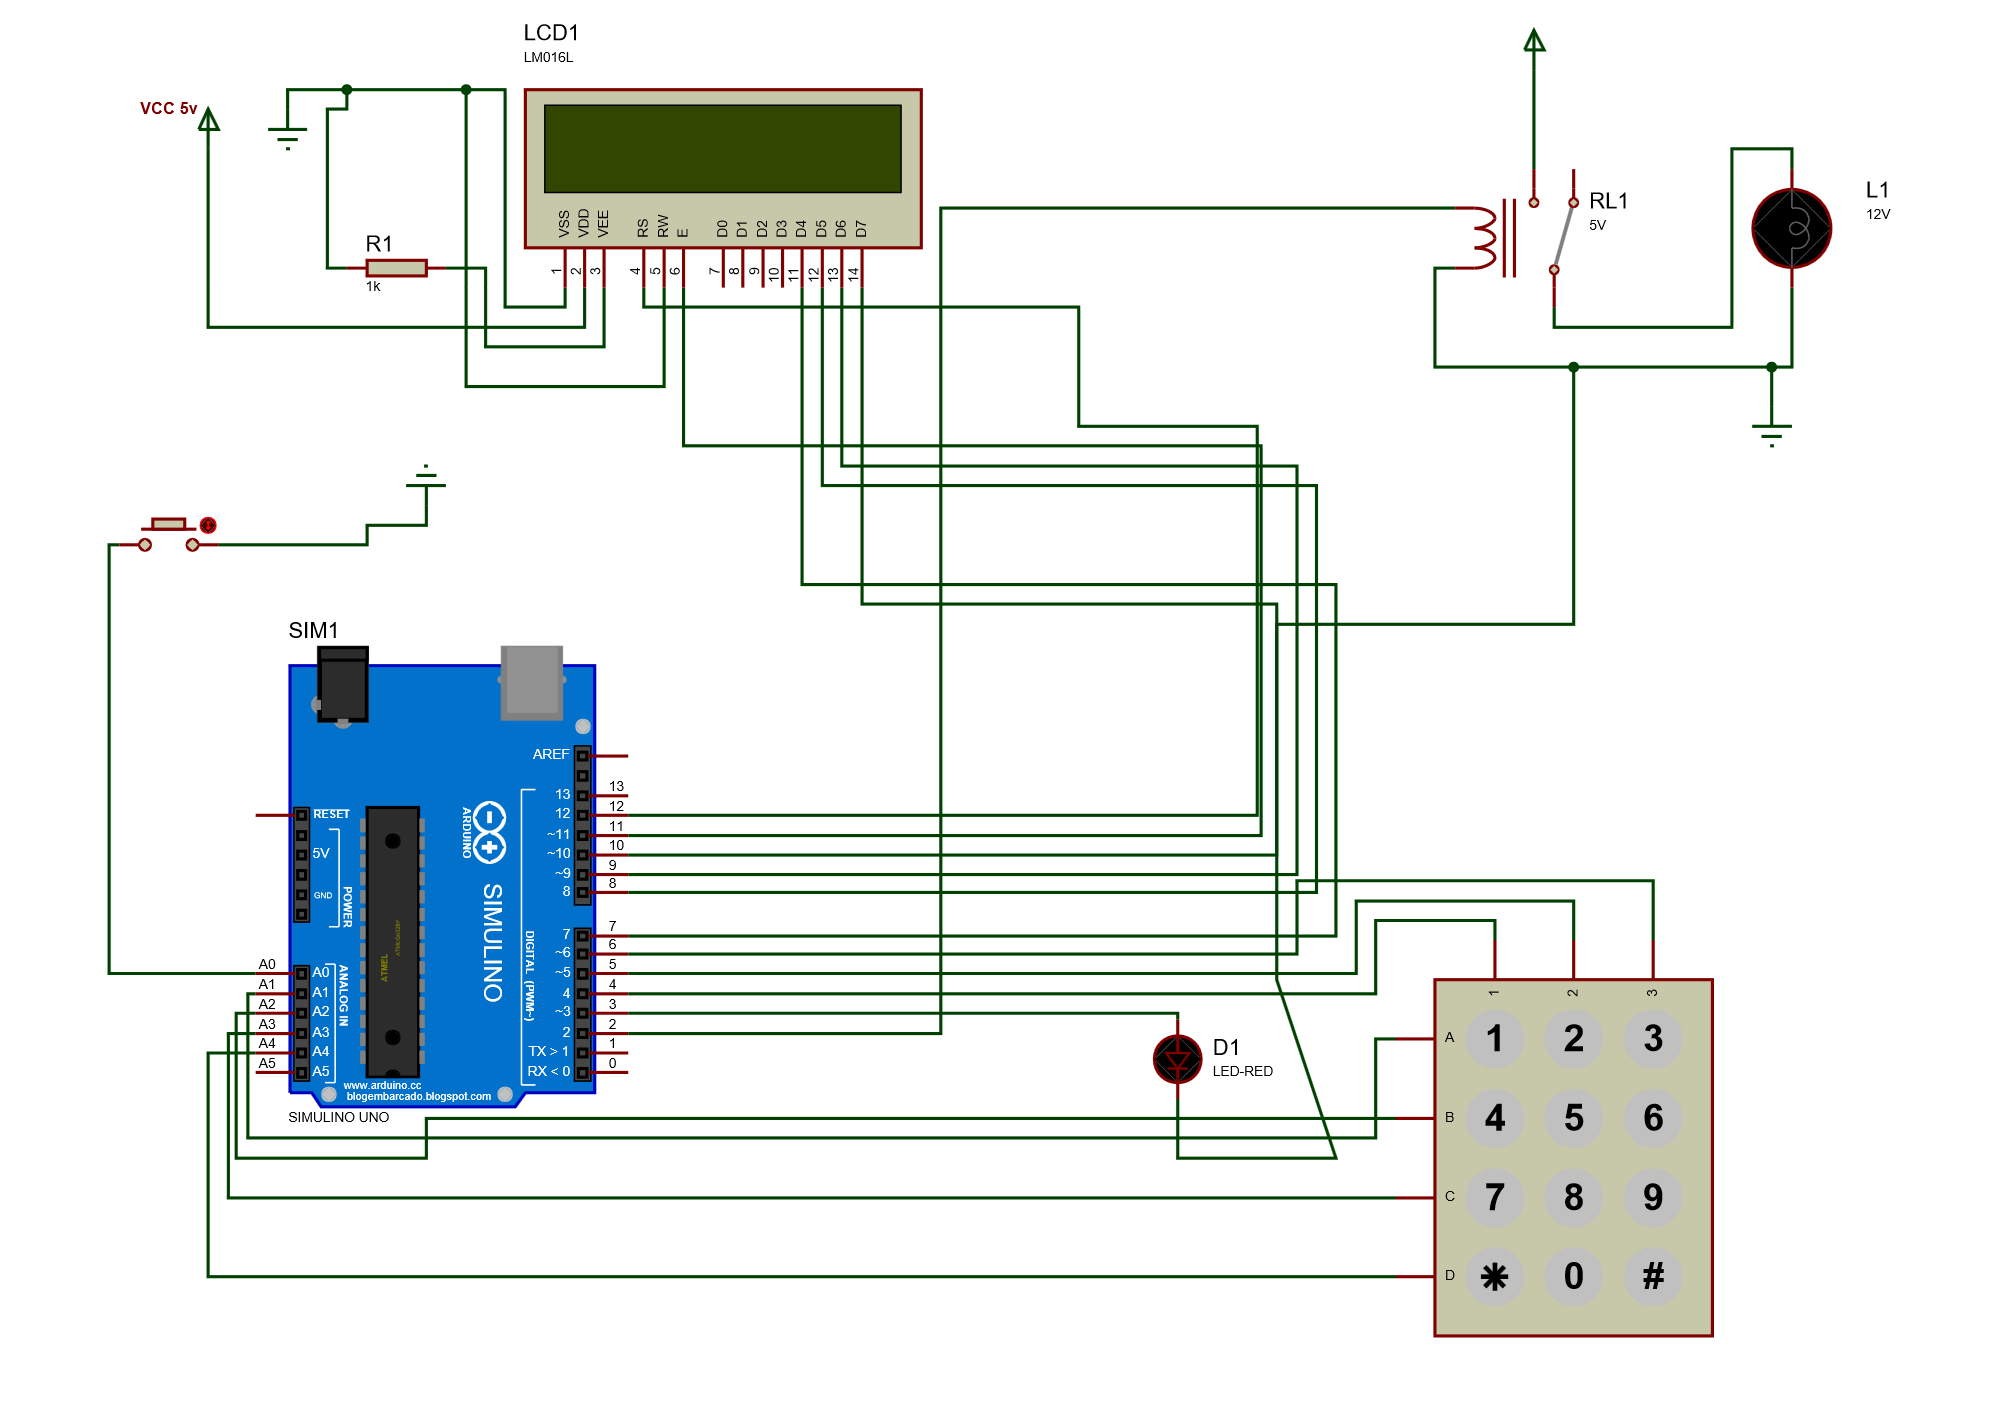 LCD1
LM016L
VCC 5v
VSS
VDD
VEE
RS
RW
E
D0
D1
D2
D3
D4
D5
D6
D7
1
2
3
4
5
6
7
8
9
10
11
12
13
14
R1
1k
RL1
5V
L1
12V
SIM1
AREF
13
13
12
12
~11
11
~10
10
~9
9
8
8
7
7
~6
6
~5
5
4
4
~3
3
2
2
TX > 1
1
RX < 0
0
RESET
5V
GND
POWER
A0
A0
A1
A1
A2
A2
A3
A3
A4
A4
A5
A5
ANALOG IN
ARDUINO
SIMULINO
DIGITAL (PWM~)
ATMEL
www.arduino.cc
blogembarcado.blogspot.com
SIMULINO UNO
D1
LED-RED
1
2
3
A
1 2 3
B
4 5 6
C
7 8 9
D
* 0 #